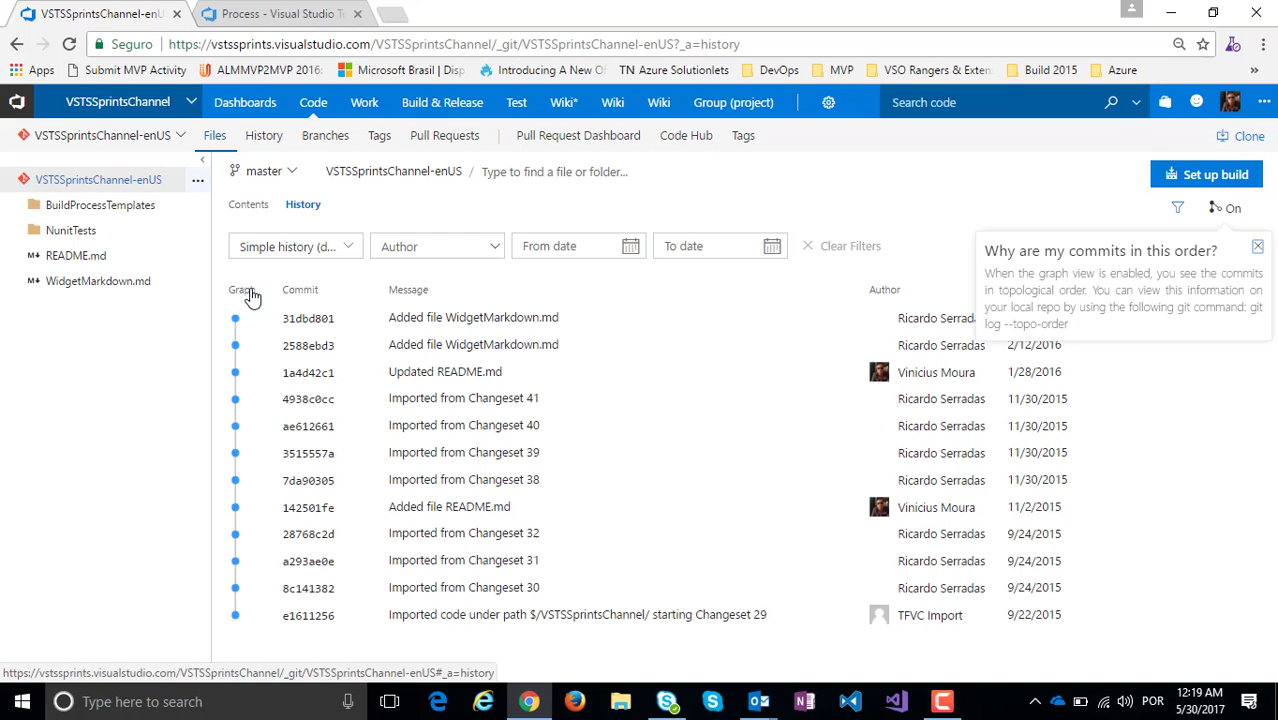 VSTSSprintsChannel-enU
Process - Visual Studio T
Seguro
https://vstssprints.visualstudio.com/VSTSSprintsChannel/_git/VSTSSprintsChannel-enUS?_a=history
Apps
Submit MVP Activity
ALMMVP2MVP 2016:
Microsoft Brasil | Disp
Introducing A New Of
TN Azure Solutionlets
DevOps
MVP
VSO Rangers & Exten
Build 2015
Azure
»
VSTSSprintsChannel
Dashboards
Code
Work
Build & Release
Test
Wiki*
Wiki
Wiki
Group (project)
Search code
VSTSSprintsChannel-enUS
Files
History
Branches
Tags
Pull Requests
Pull Request Dashboard
Code Hub
Tags
Clone
VSTSSprintsChannel-enUS
...
BuildProcessTemplates
NunitTests
README.md
WidgetMarkdown.md
master
VSTSSprintsChannel-enUS /
Type to find a file or folder...
Set up build
Contents
History
On
Simple history (d...
Author
From date
To date
Clear Filters
Why are my commits in this order?
When the graph view is enabled, you see the commits
in topological order. You can view this information on
your local repo by using the following git command: git
log --topo-order
Graph Commit Message Author
31dbd801 Added file WidgetMarkdown.md Ricardo Serradas
2588ebd3 Added file WidgetMarkdown.md Ricardo Serradas 2/12/2016
1a4d42c1 Updated README.md Vinicius Moura 1/28/2016
4938c0cc Imported from Changeset 41 Ricardo Serradas 11/30/2015
ae612661 Imported from Changeset 40 Ricardo Serradas 11/30/2015
3515557a Imported from Changeset 39 Ricardo Serradas 11/30/2015
7da90305 Imported from Changeset 38 Ricardo Serradas 11/30/2015
142501fe Added file README.md Vinicius Moura 11/2/2015
28768c2d Imported from Changeset 32 Ricardo Serradas 9/24/2015
a293ae0e Imported from Changeset 31 Ricardo Serradas 9/24/2015
8c141382 Imported from Changeset 30 Ricardo Serradas 9/24/2015
e1611256 Imported code under path $/VSTSSprintsChannel/ starting Changeset 29 TFVC Import 9/22/2015
https://vstssprints.visualstudio.com/VSTSSprintsChannel/_git/VSTSSprintsChannel-enUS#_a=history
Type here to search
POR
12:19 AM
5/30/2017